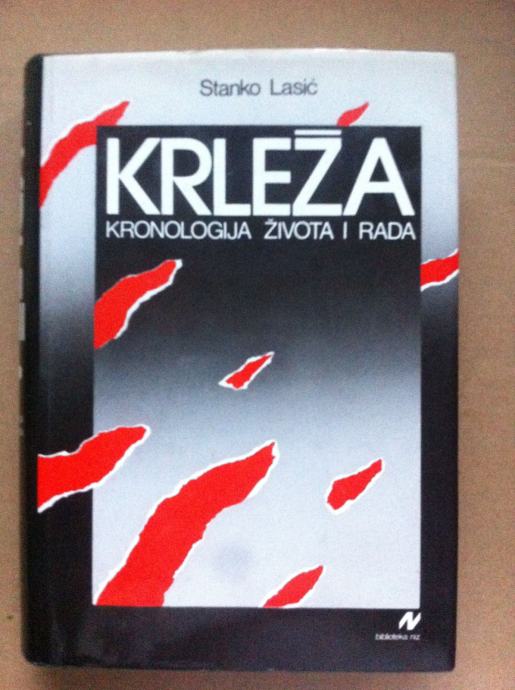 Stanko Lasić
KRLEŽA
KRONOLOGIJA ŽIVOTA I RADA
biblioteka niz